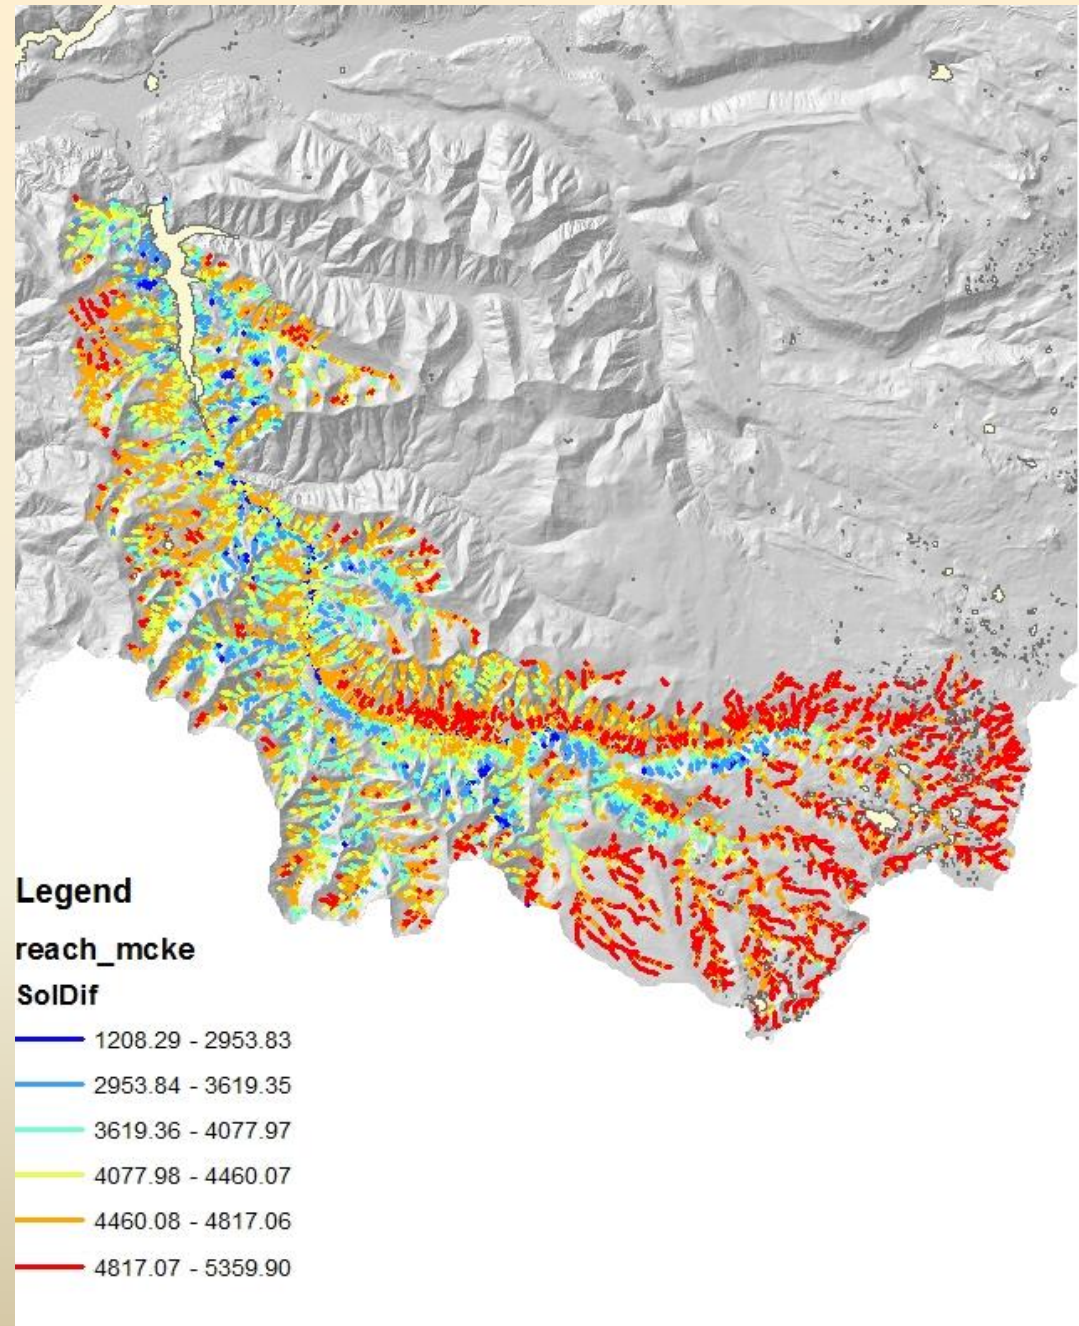 Legend
reach_mcke
SolDif
1208.29 - 2953.83
2953.84 - 3619.35
3619.36 - 4077.97
4077.98 - 4460.07
4460.08 - 4817.06
4817.07 - 5359.90